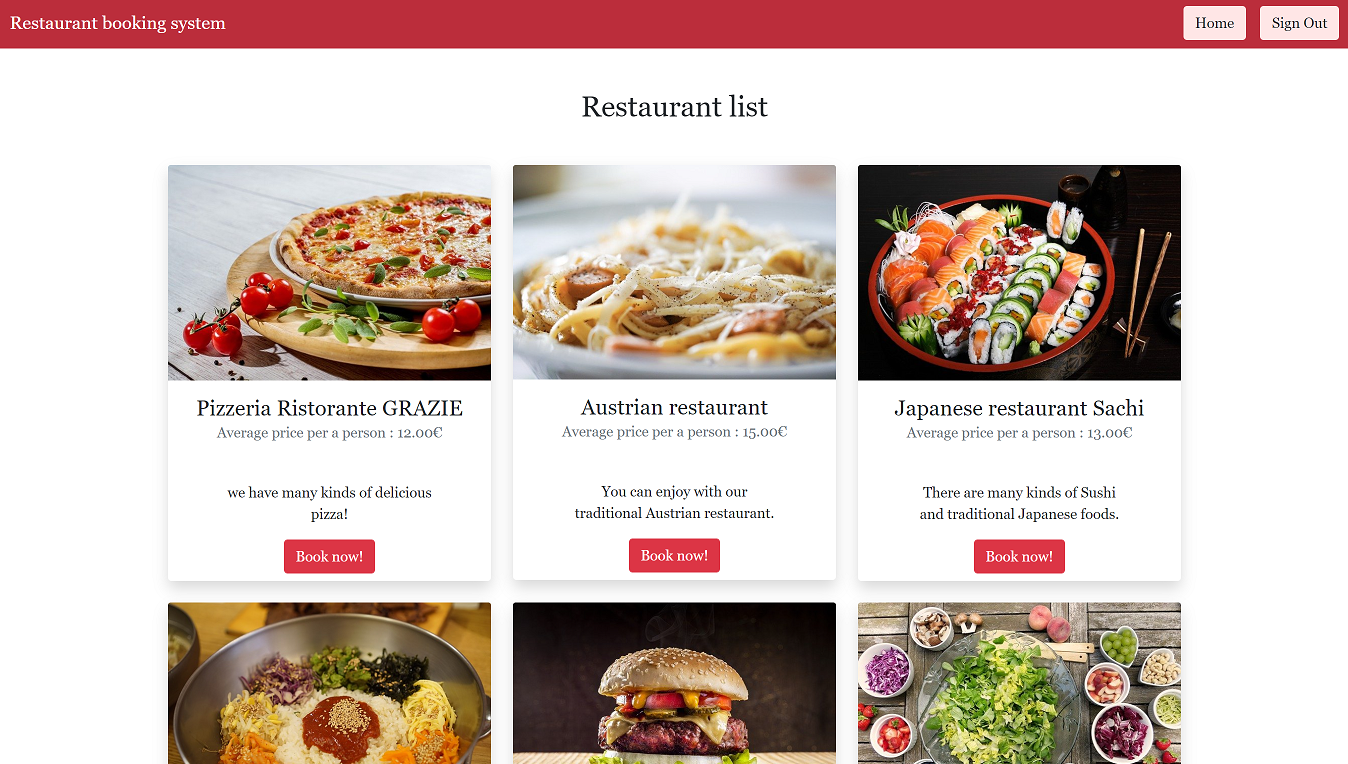 Restaurant booking system
Home
Sign Out
Restaurant list
Pizzeria Ristorante GRAZIE
Average price per a person : 12.00€
we have many kinds of delicious
pizza!
Book now!
Austrian restaurant
Average price per a person : 15.00€
You can enjoy with our
traditional Austrian restaurant.
Book now!
Japanese restaurant Sachi
Average price per a person : 13.00€
There are many kinds of Sushi
and traditional Japanese foods.
Book now!